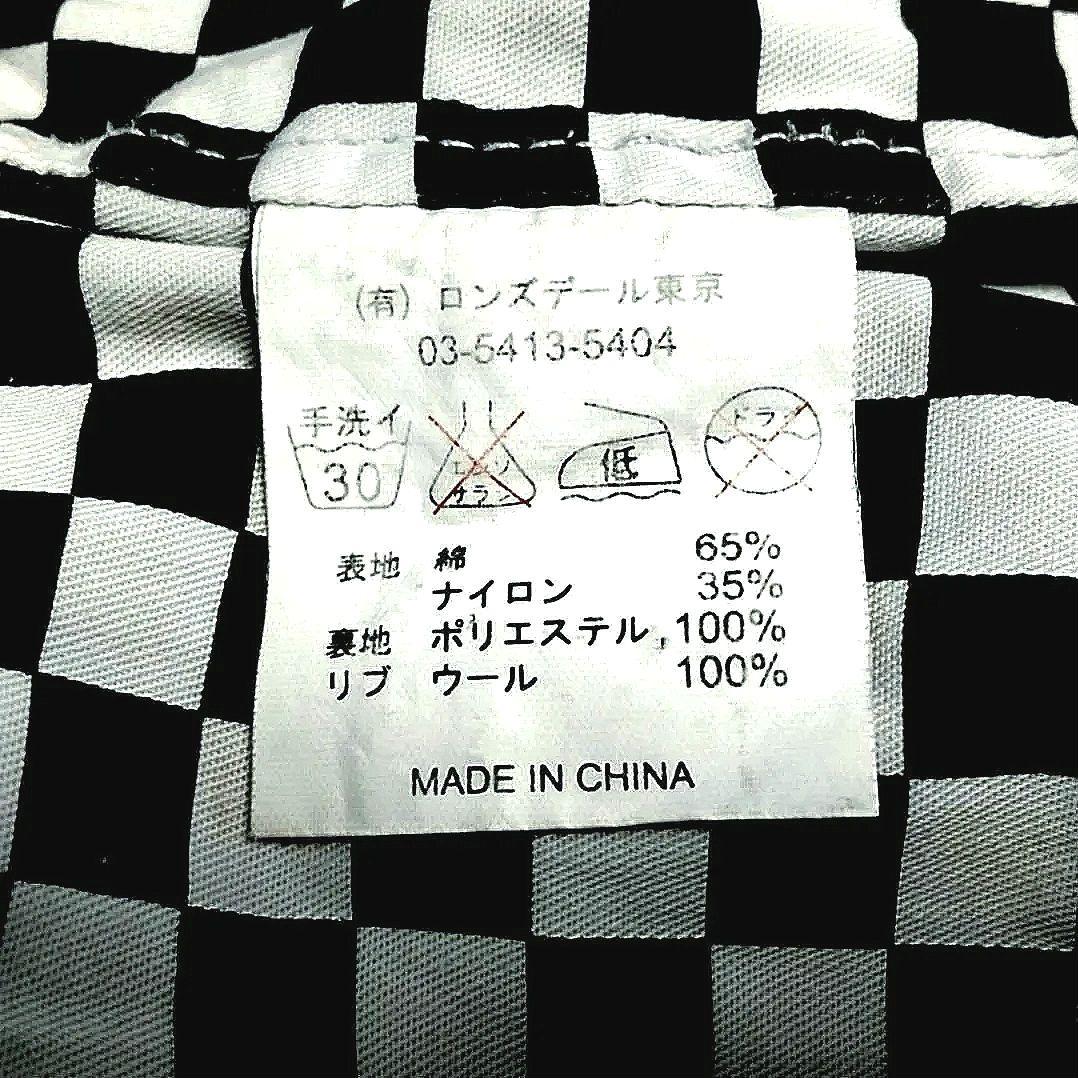 (有) ロンズデール東京
03-5413-5404
手洗イ
30
エンソ
サラシ
低
ドライ
表地 綿 65%
ナイロン 35%
裏地 ポリエステル 100%
リブ ウール 100%
MADE IN CHINA